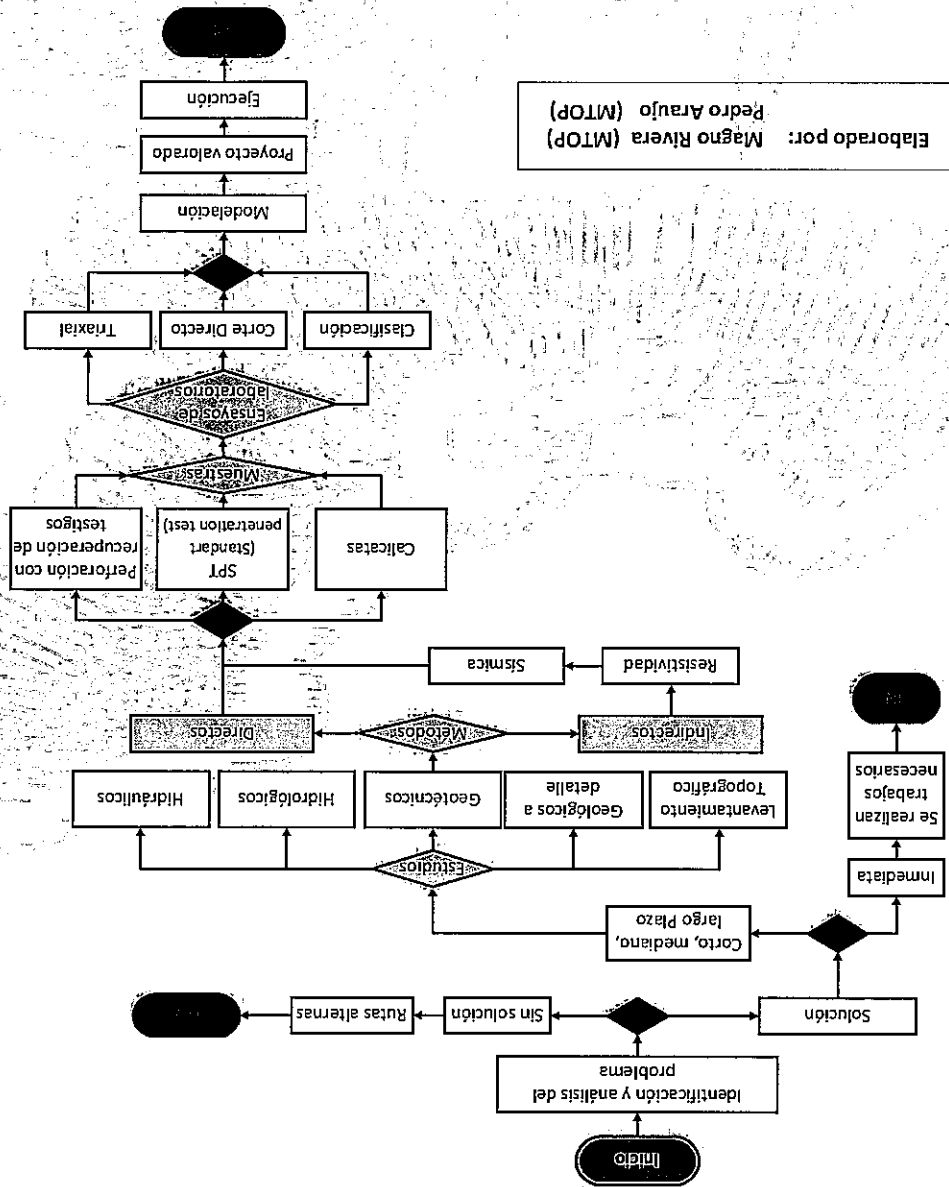 Inicio
Identificación y análisis del
problema
Solución
Sin solución
Rutas alternas
Inmediata
Se realizan
trabajos
necesarios
Corto, mediano,
largo Plazo
Estudios
Levantamiento
Topográfico
Geológicos a
detalle
Geotécnicos
Hidrológicos
Hidráulicos
Métodos
Indirectos
Directos
Resistividad
Sísmica
Calicatas
SPT
(Standart
penetration test)
Perforación con
recuperación de
testigos
Muestras
Ensayos de
laboratorios
Clasificación
Corte Directo
Triaxial
Modelación
Proyecto valorado
Ejecución
Elaborado por: Magno Rivera (MTOP)
Pedro Araujo (MTOP)